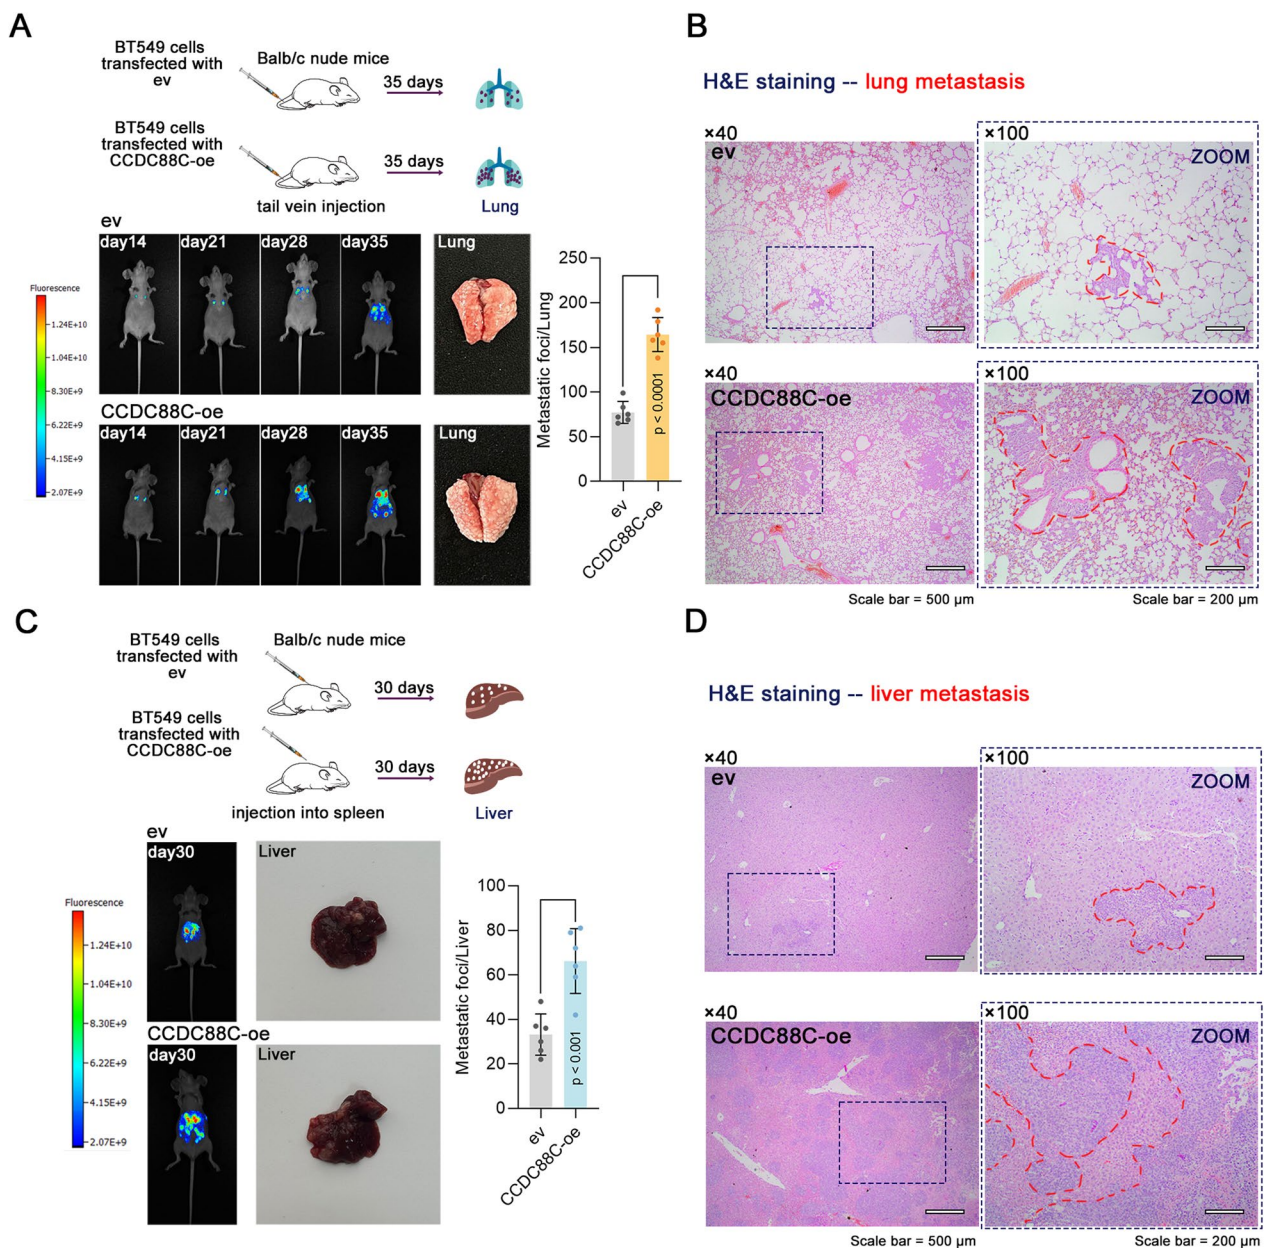 A
BT549 cells
transfected with
ev
Balb/c nude mice
35 days
BT549 cells
transfected with
CCDC88C-oe
35 days
tail vein injection
Lung
ev
day14
day21
day28
day35
Lung
Fluorescence
1.24E+10
1.04E+10
8.30E+9
6.22E+9
4.15E+9
2.07E+9
CCDC88C-oe
day14
day21
day28
day35
Lung
Metastatic foci/Lung
250
200
150
100
50
0
p < 0.0001
ev
CCDC88C-oe
B
H&E staining -- lung metastasis
×40
ev
×100
ZOOM
×40
CCDC88C-oe
×100
ZOOM
Scale bar = 500 μm
Scale bar = 200 μm
C
BT549 cells
transfected with
ev
Balb/c nude mice
30 days
BT549 cells
transfected with
CCDC88C-oe
30 days
injection into spleen
Liver
ev
day30
Liver
Fluorescence
1.24E+10
1.04E+10
8.30E+9
6.22E+9
4.15E+9
2.07E+9
CCDC88C-oe
day30
Liver
Metastatic foci/Liver
100
80
60
40
20
0
p < 0.001
ev
CCDC88C-oe
D
H&E staining -- liver metastasis
×40
ev
×100
ZOOM
×40
CCDC88C-oe
×100
ZOOM
Scale bar = 500 μm
Scale bar = 200 μm